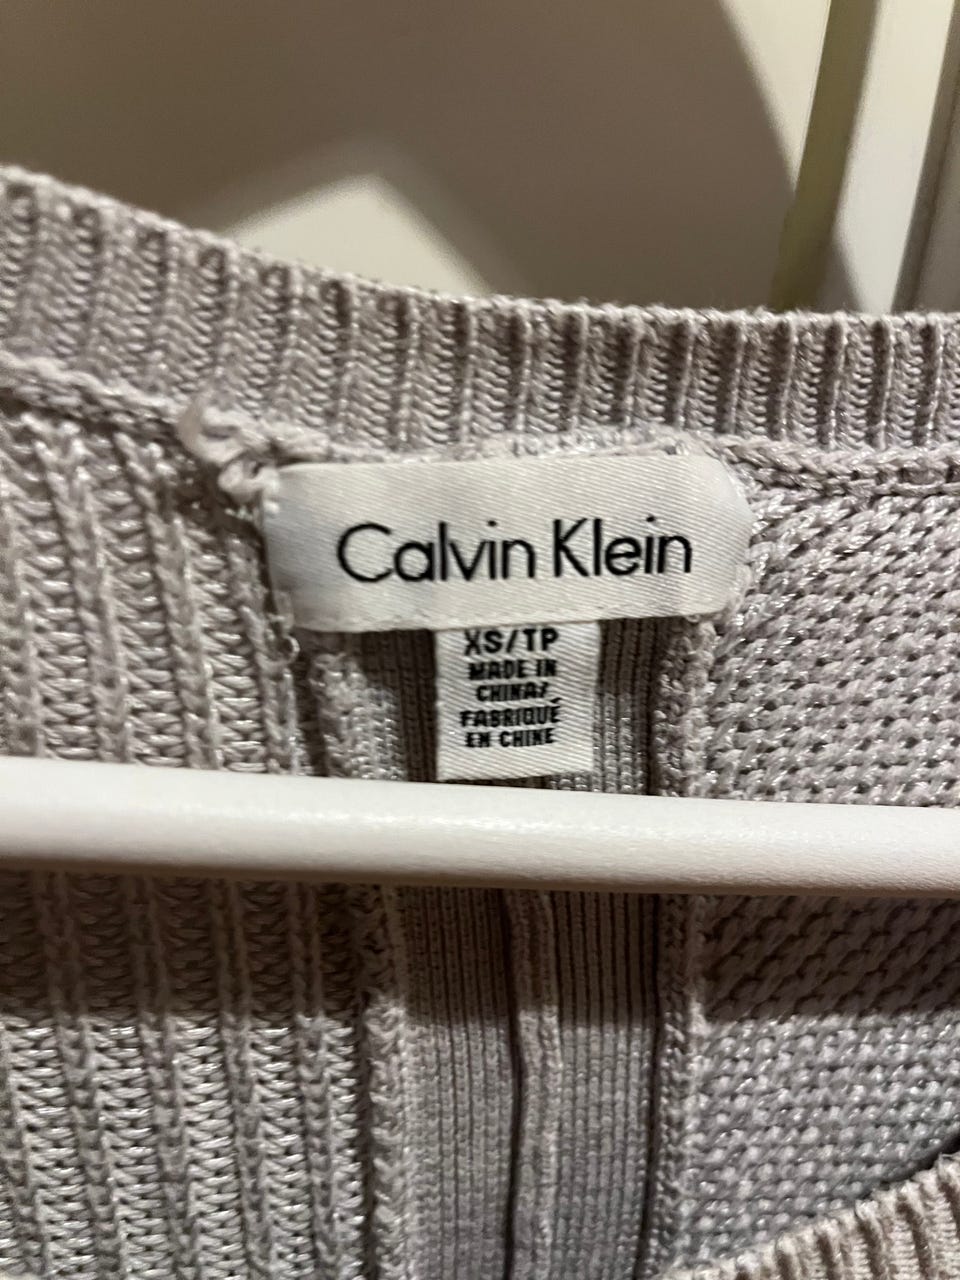 Calvin Klein
XS/TP
MADE IN
CHINA/
FABRIQUÉ
EN CHINE